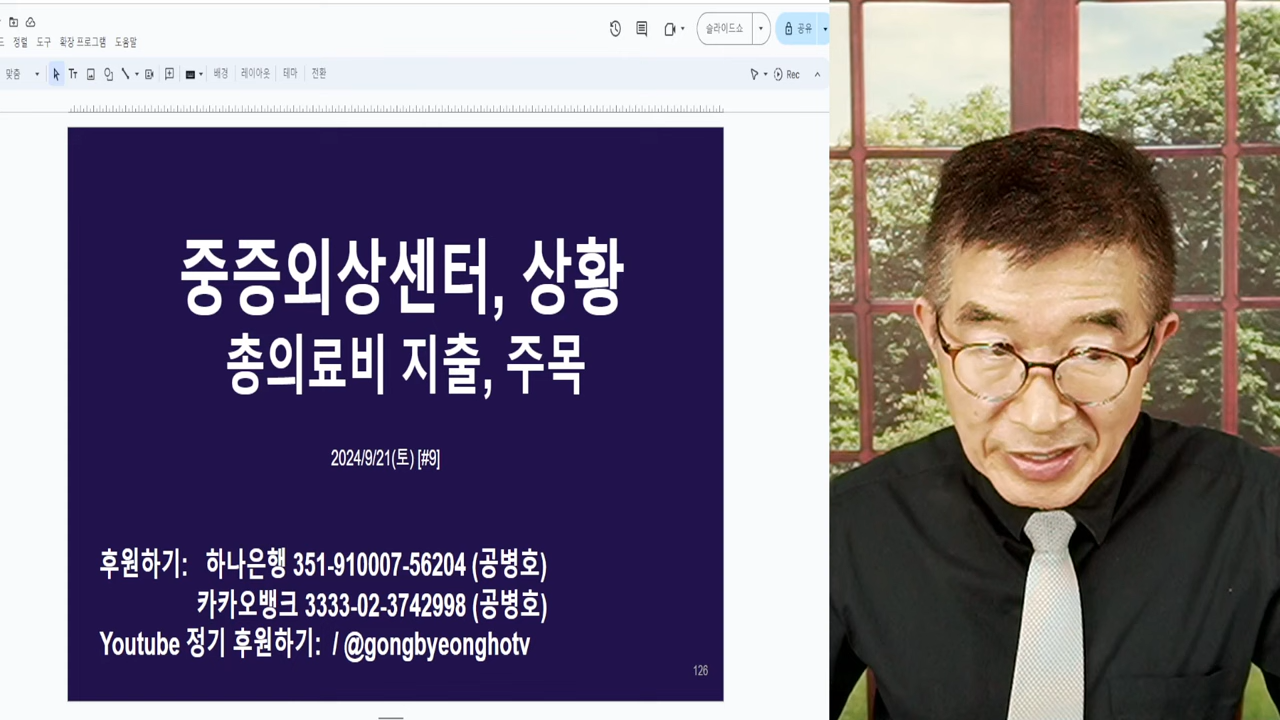 정렬 도구 확장 프로그램 도움말
슬라이드쇼
공유
맞춤
배경 레이아웃 테마 전환
Rec
중증외상센터, 상황
총의료비 지출, 주목
2024/9/21(토) [#9]
후원하기: 하나은행 351-910007-56204 (공병호)
카카오뱅크 3333-02-3742998 (공병호)
Youtube 정기 후원하기: / @gongbyeonghotv
126